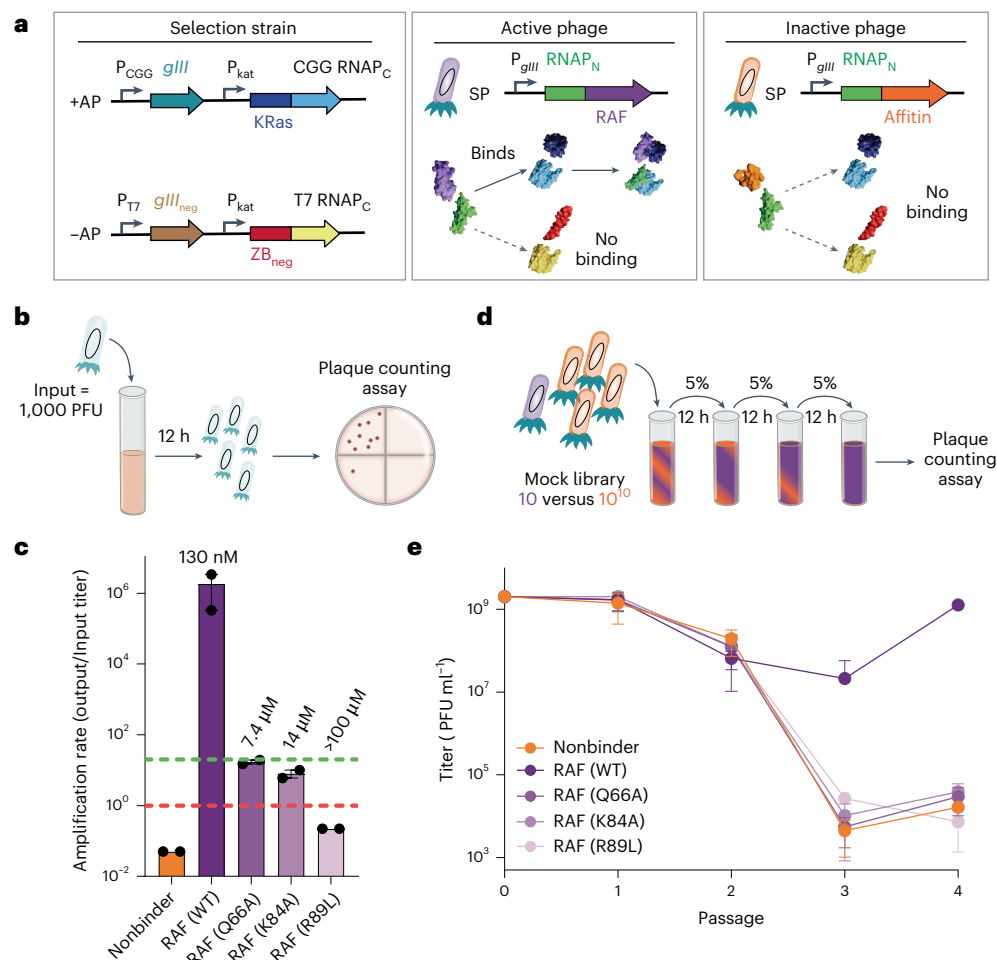 a
Selection strain
Active phage
Inactive phage
P_CGG gIII P_kat CGG RNAP_C
+AP
KRas
P_T7 gIII_neg P_kat T7 RNAP_C
−AP
ZB_neg
P_gIII RNAP_N
SP
RAF
Binds
No
binding
P_gIII RNAP_N
SP
Affitin
No
binding
b
Input =
1,000 PFU
12 h
Plaque counting
assay
d
5% 5% 5%
12 h 12 h 12 h
Mock library
10 versus 10^10
Plaque
counting
assay
c
Amplification rate (output/Input titer)
10^6
10^4
10^2
10^0
10^−2
130 nM
7.4 µM
14 µM
>100 µM
Nonbinder
RAF (WT)
RAF (Q66A)
RAF (K84A)
RAF (R89L)
e
Titer ( PFU ml^−1)
10^9
10^7
10^5
10^3
Nonbinder
RAF (WT)
RAF (Q66A)
RAF (K84A)
RAF (R89L)
0 1 2 3 4
Passage